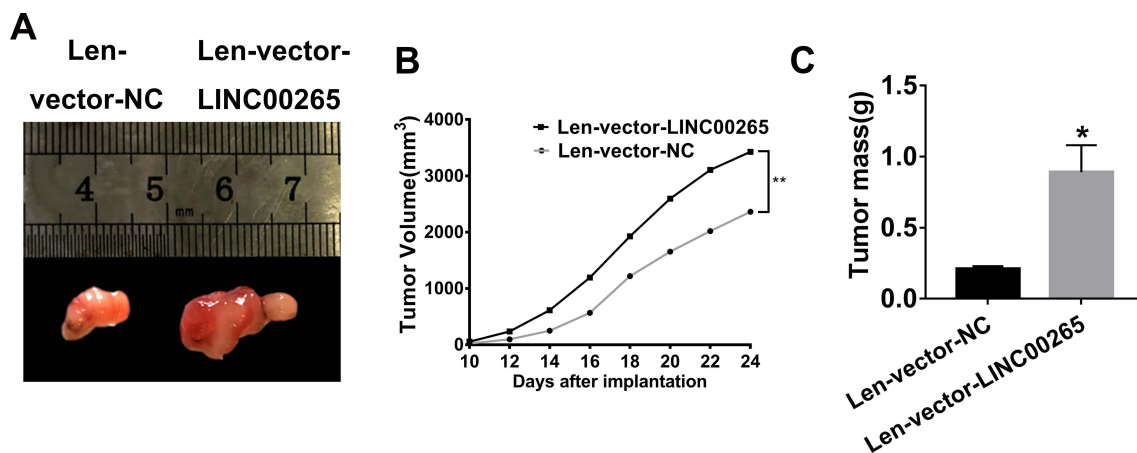 A
Len-
vector-NC
Len-vector-
LINC00265
4 5 6 7
mm
B
Tumor Volume(mm³)
4000
3000
2000
1000
0
Len-vector-LINC00265
Len-vector-NC
**
10 12 14 16 18 20 22 24
Days after implantation
C
Tumor mass(g)
1.5
1.0
0.5
0.0
*
Len-vector-NC
Len-vector-LINC00265